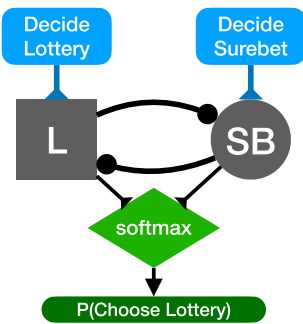 Decide
Lottery
Decide
Surebet
L
SB
softmax
P(Choose Lottery)